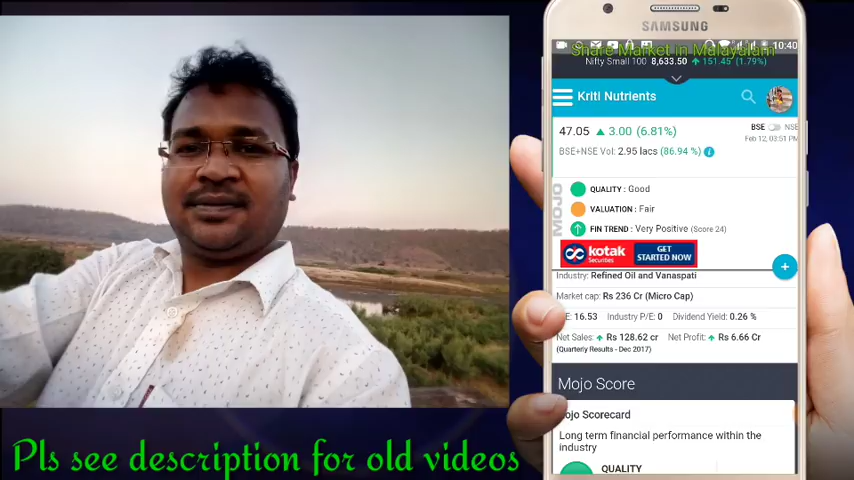 SAMSUNG
10:40
Share Market in Malayalam
Nifty Small 100 8,633.50 ↑ 151.45 (1.79%)
Kriti Nutrients
47.05 ▲ 3.00 (6.81%)
BSE NSE
Feb 12, 03:51 PM
BSE+NSE Vol: 2.95 lacs (86.94 %) i
MOJO
QUALITY : Good
VALUATION : Fair
FIN TREND : Very Positive (Score 24)
kotak Securities GET STARTED NOW
Industry: Refined Oil and Vanaspati
Market cap: Rs 236 Cr (Micro Cap)
E: 16.53 Industry P/E: 0 Dividend Yield: 0.26 %
Net Sales: ↑ Rs 128.62 cr Net Profit: ↑ Rs 6.66 Cr
(Quarterly Results - Dec 2017)
Mojo Score
ojo Scorecard
Long term financial performance within the
industry
QUALITY
Pls see description for old videos